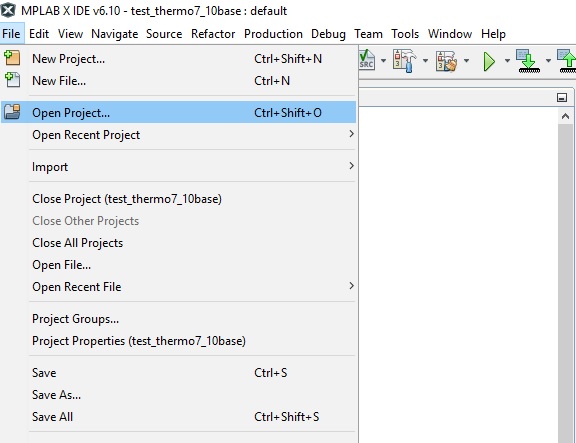 MPLAB X IDE v6.10 - test_thermo7_10base : default
File Edit View Navigate Source Refactor Production Debug Team Tools Window Help
New Project... Ctrl+Shift+N
New File... Ctrl+N
Open Project... Ctrl+Shift+O
Open Recent Project
Import
Close Project (test_thermo7_10base)
Close Other Projects
Close All Projects
Open File...
Open Recent File
Project Groups...
Project Properties (test_thermo7_10base)
Save Ctrl+S
Save As...
Save All Ctrl+Shift+S
SRC